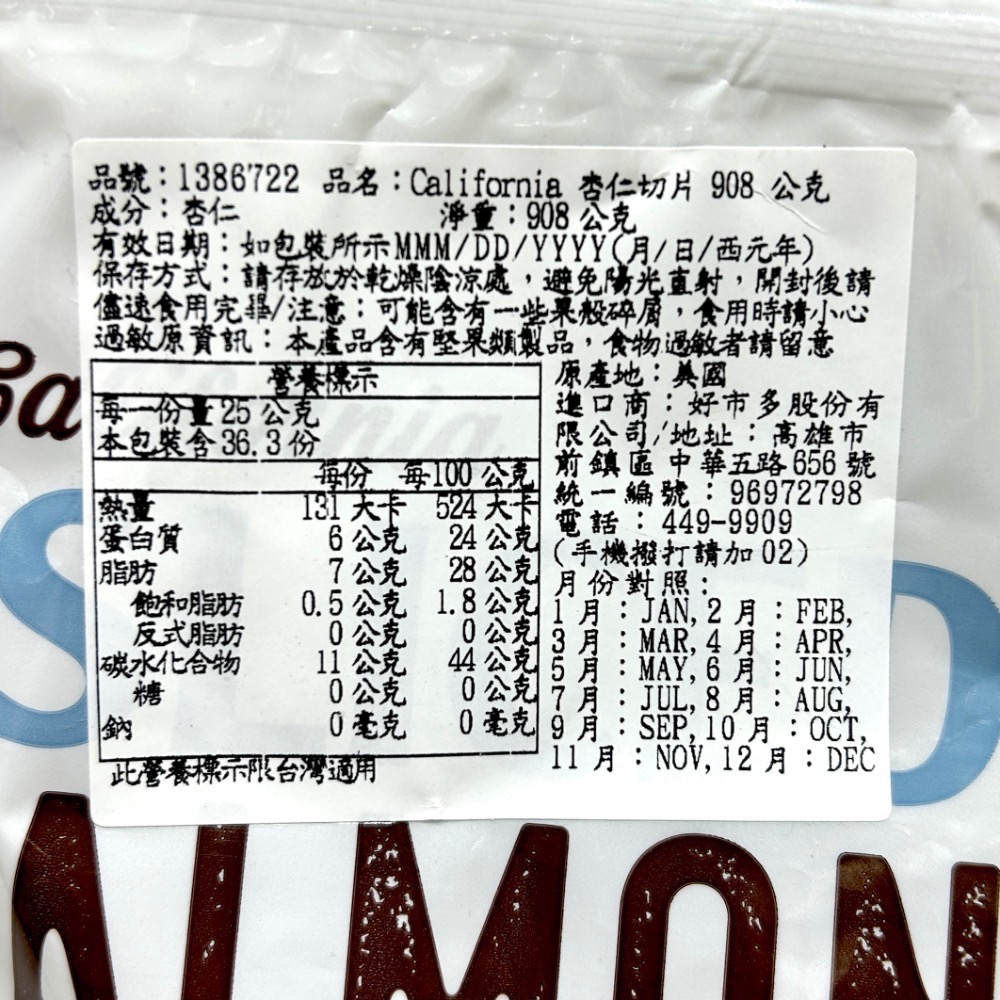 品號：1386722 品名：California 杏仁切片 908 公克
成分：杏仁 淨重：908 公克
有效日期：如包裝所示MMM/DD/YYYY(月/日/西元年)
保存方式：請存放於乾燥陰涼處，避免陽光直射，開封後請
儘速食用完畢/注意：可能含有一些果殼碎屑，食用時請小心
過敏原資訊：本產品含有堅果類製品，食物過敏者請留意
營養標示
每一份量25 公克
本包裝含36.3份
每份 每100 公克
熱量 131 大卡 524 大卡
蛋白質 6 公克 24 公克
脂肪 7 公克 28 公克
飽和脂肪 0.5 公克 1.8 公克
反式脂肪 0 公克 0 公克
碳水化合物 11 公克 44 公克
糖 0 公克 0 公克
鈉 0 毫克 0 毫克
此營養標示限台灣適用
原產地：美國
進口商：好市多股份有
限公司/地址：高雄市
前鎮區中華五路656號
統一編號：96972798
電話：449-9909
(手機撥打請加02)
月份對照：
1月：JAN,2月：FEB,
3月：MAR,4月：APR,
5月：MAY,6月：JUN,
7月：JUL,8月：AUG,
9月：SEP,10月：OCT,
11月：NOV,12月：DEC